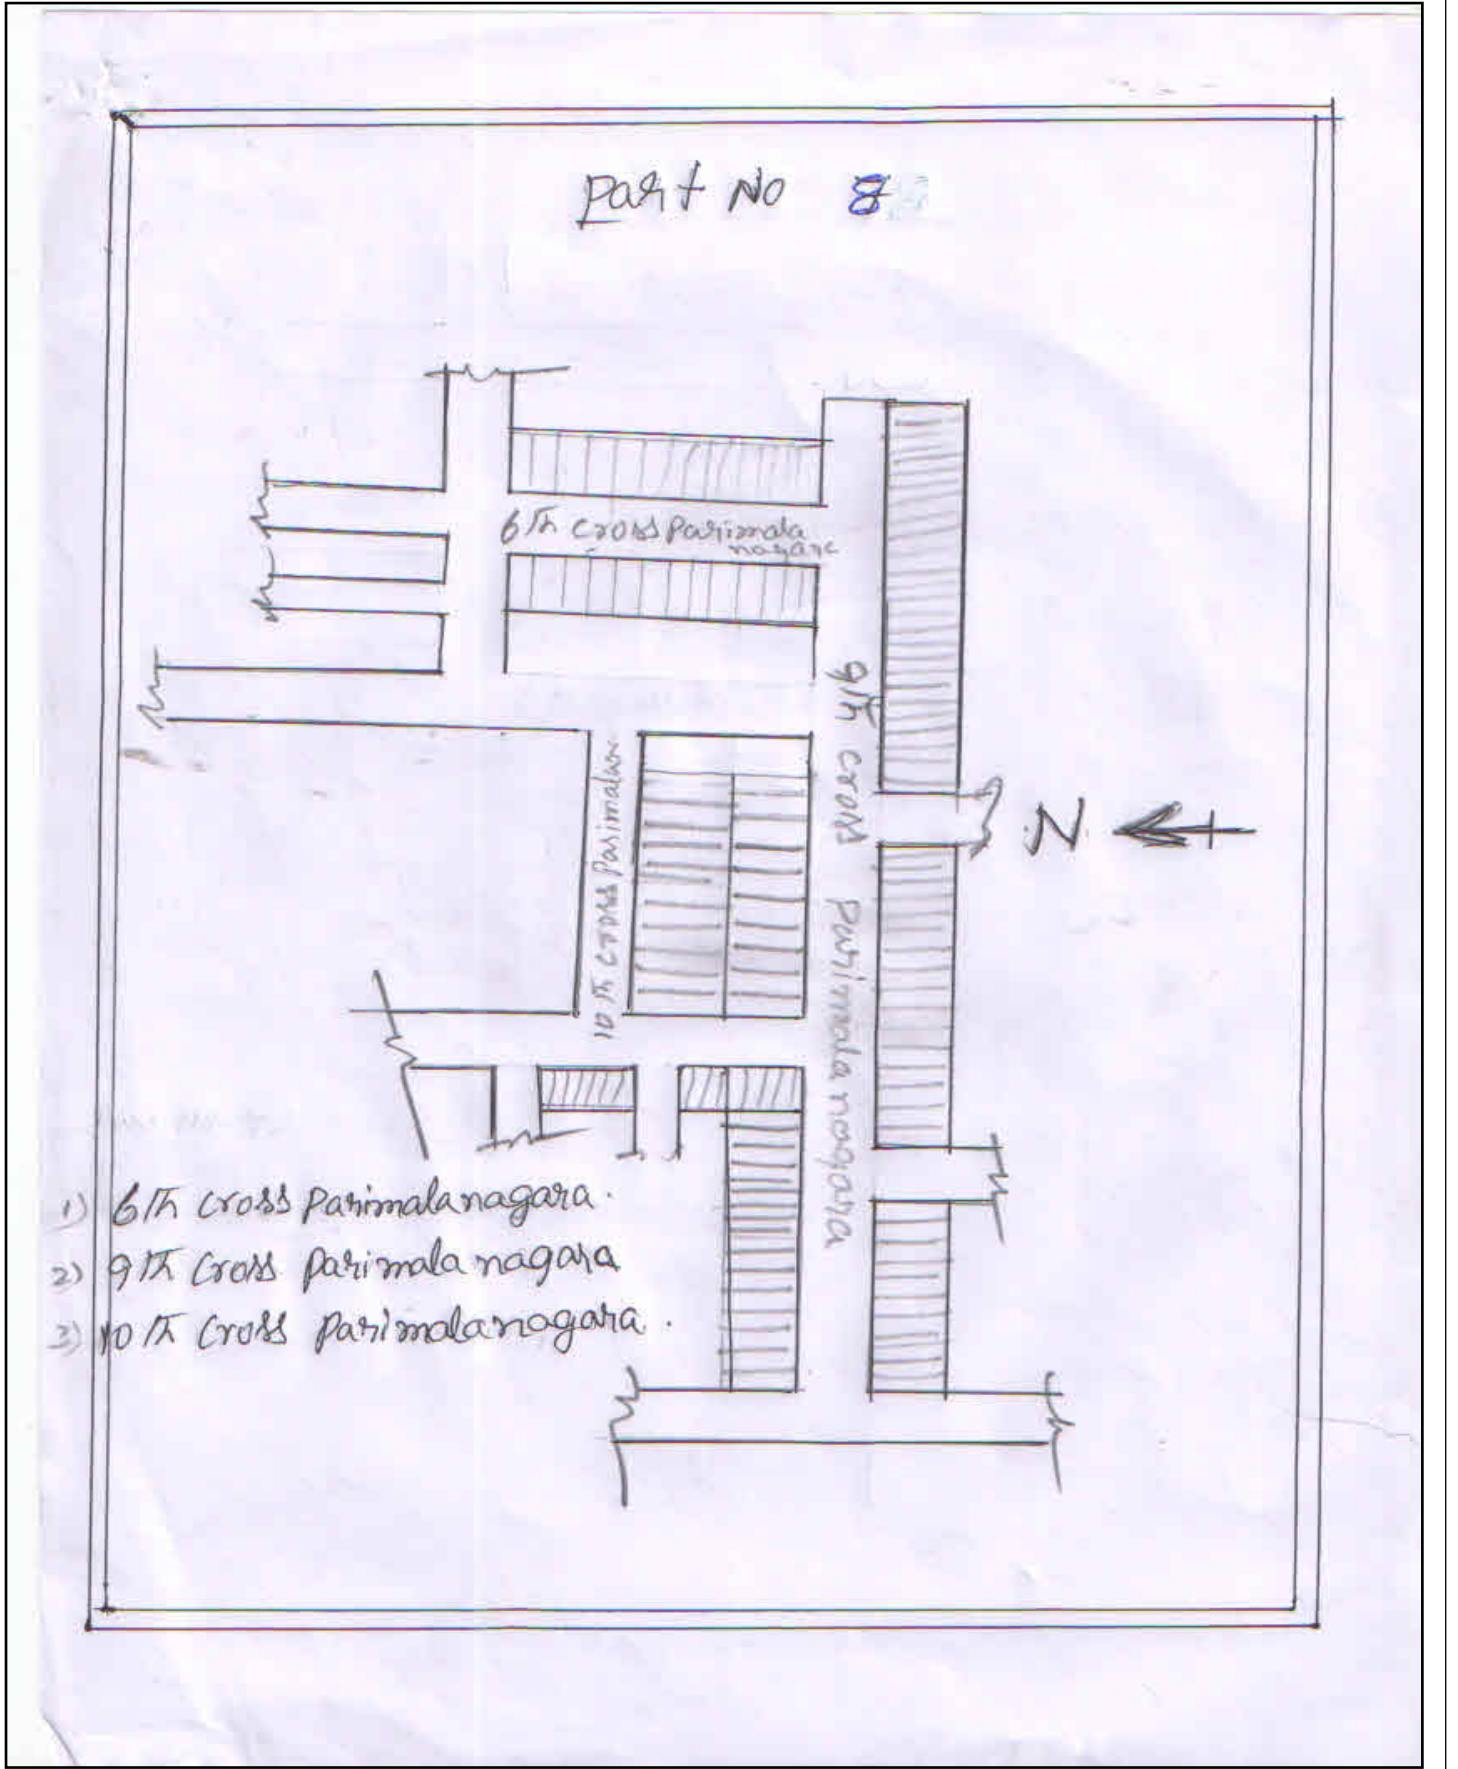 Part No 8
6th cross Parimala
nagara
9th cross Parimala nagara
10th cross Parimalan
N
1) 6th Cross Parimalanagara.
2) 9th Cross Parimala nagara
3) 10th Cross Parimalanagara.